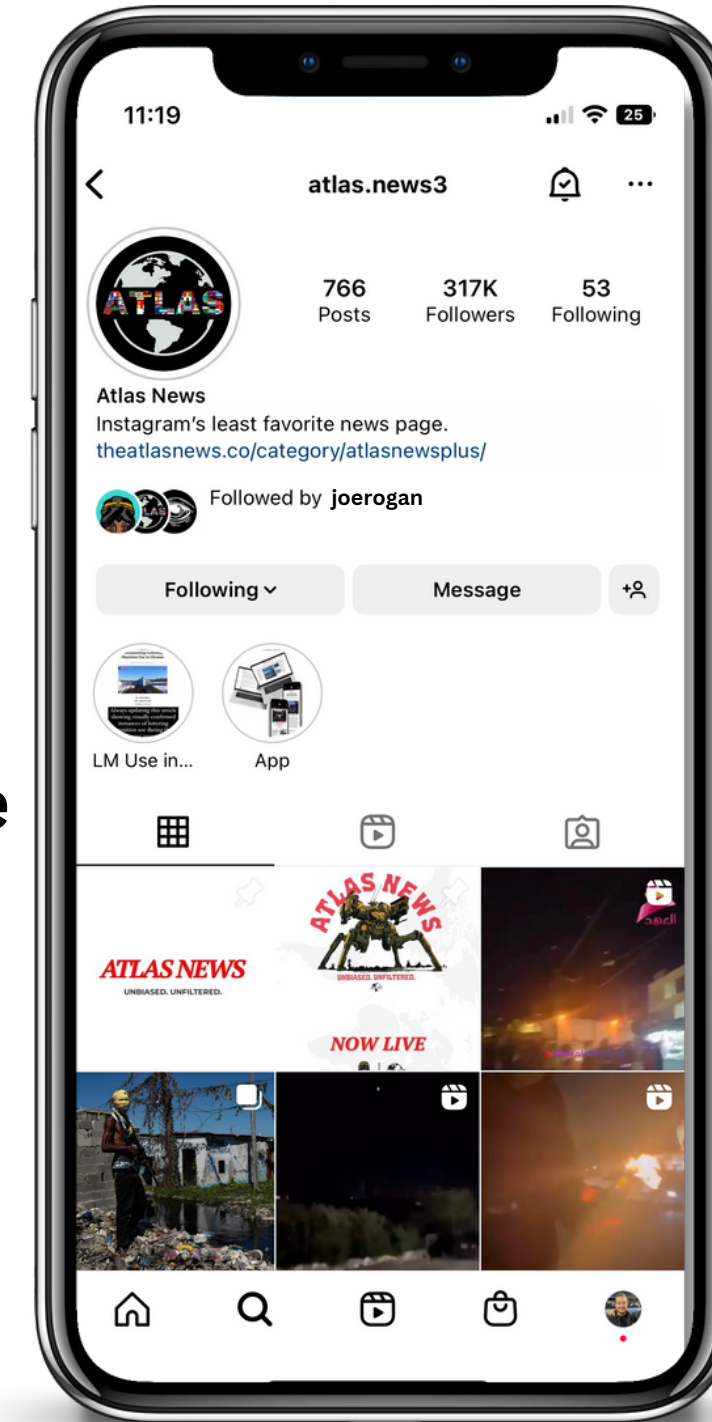 11:19
25
atlas.news3
ATLAS
766
Posts
317K
Followers
53
Following
Atlas News
Instagram's least favorite news page.
theatlasnews.co/category/atlasnewsplus/
Followed by joerogan
Following
Message
LM Use in...
App
e
ATLAS NEWS
UNBIASED. UNFILTERED.
ATLAS NEWS
UNBIASED. UNFILTERED.
NOW LIVE
العهد